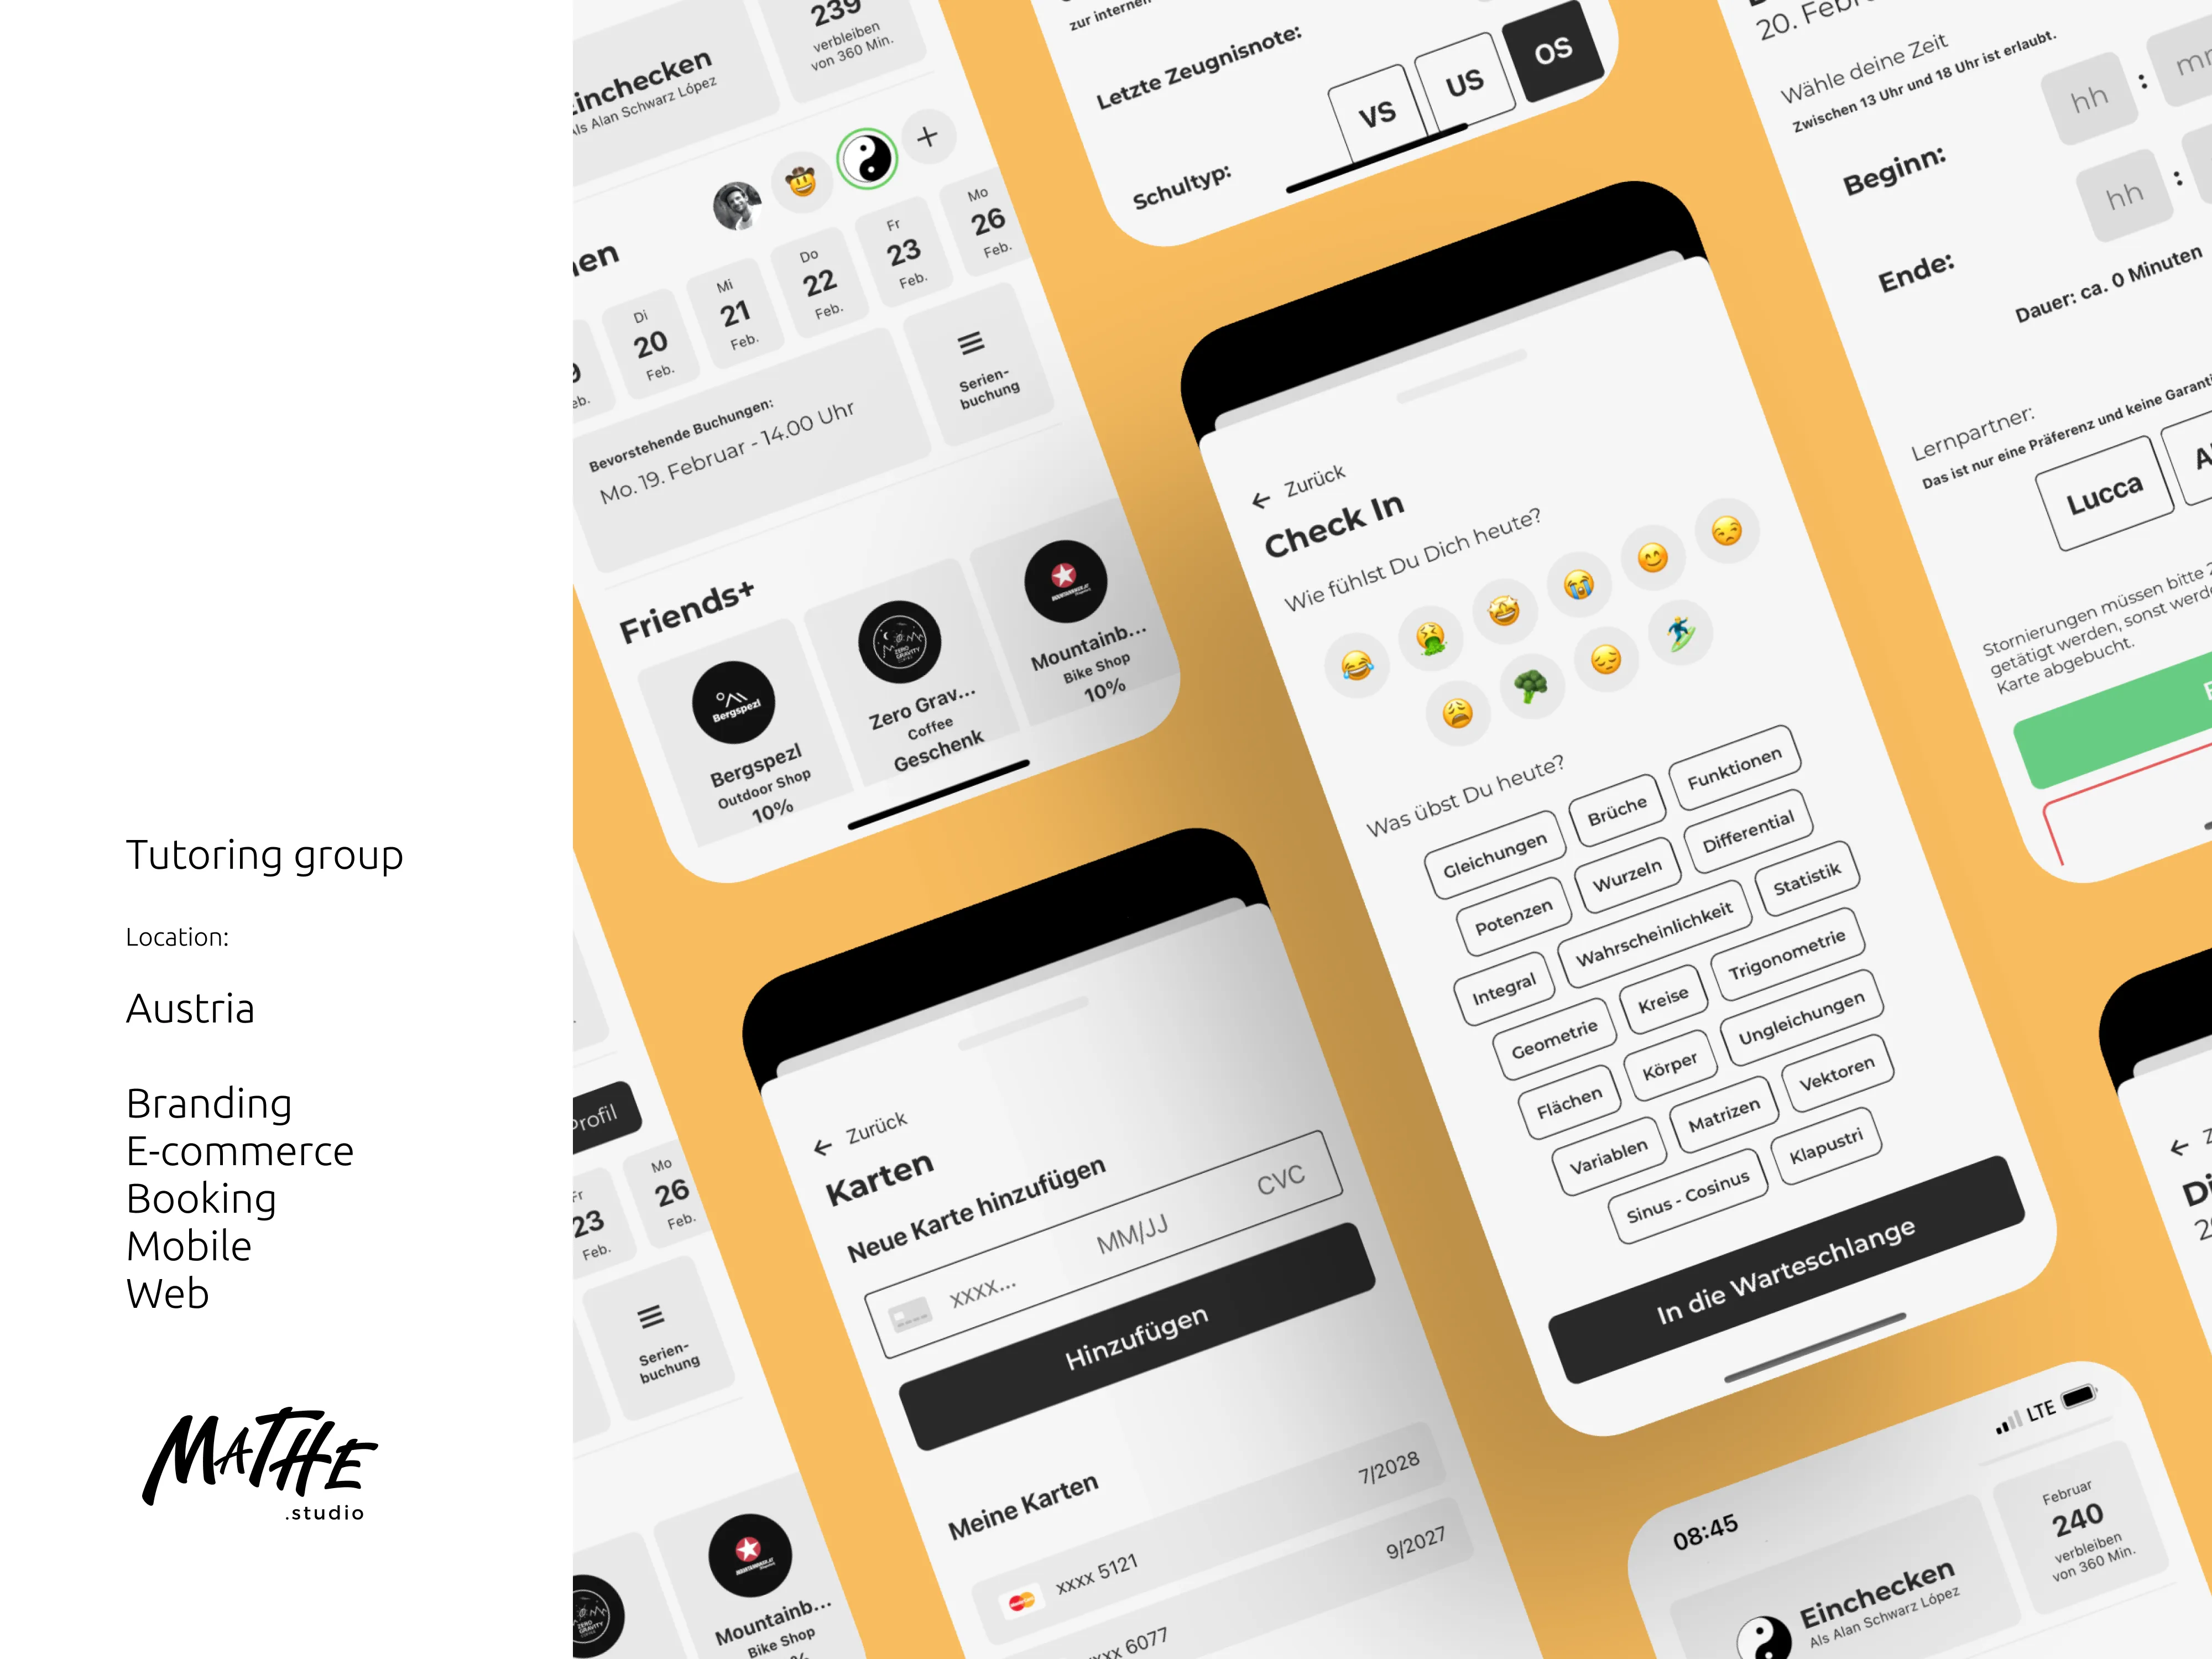 Tutoring group
Location:
Austria
Branding
E-commerce
Booking
Mobile
Web
MATHE
.studio
239
verbleiben
von 360 Min.
Einchecken
Als Alan Schwarz López
Di
20
Feb.
Mi
21
Feb.
Do
22
Feb.
Fr
23
Feb.
Mo
26
Feb.
Bevorstehende Buchungen:
Mo. 19. Februar - 14.00 Uhr
Serien-
buchung
Friends+
Bergspezl
Bergspezl
Outdoor Shop
10%
ZERO
GRAVITY
Zero Grav...
Coffee
Geschenk
Mountainb...
Bike Shop
10%
zur internen
Letzte Zeugnisnote:
Schultyp:
VS
US
OS
20. Febr
Wähle deine Zeit
Zwischen 13 Uhr und 18 Uhr ist erlaubt.
Beginn:
hh
:
Ende:
hh
:
Dauer: ca. 0 Minuten
Lernpartner:
Das ist nur eine Präferenz und keine Garanti
Lucca
Stornierungen müssen bitte
getätigt werden, sonst werd
Karte abgebucht.
← Zurück
Check In
Wie fühlst Du Dich heute?
Was übst Du heute?
Gleichungen
Brüche
Funktionen
Potenzen
Wurzeln
Differential
Integral
Wahrscheinlichkeit
Statistik
Geometrie
Kreise
Trigonometrie
Flächen
Körper
Ungleichungen
Variablen
Matrizen
Vektoren
Sinus - Cosinus
Klapustri
In die Warteschlange
← Zurück
Karten
Neue Karte hinzufügen
xxxx...
MM/JJ
CVC
Hinzufügen
Meine Karten
xxxx 5121
7/2028
xxx 6077
9/2027
Profil
Fr
23
Feb.
Mo
26
Feb.
Serien-
buchung
ZERO
GRAVITY
Mountainb...
Bike Shop
08:45
LTE
Einchecken
Als Alan Schwarz López
Februar
240
verbleiben
von 360 Min.